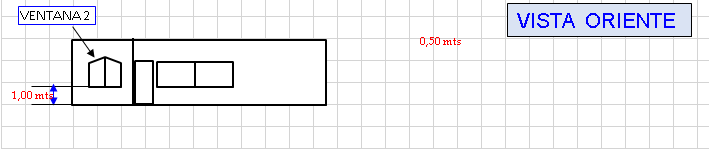 VENTANA 2
VISTA ORIENTE
0,50 mts
1,00 mts